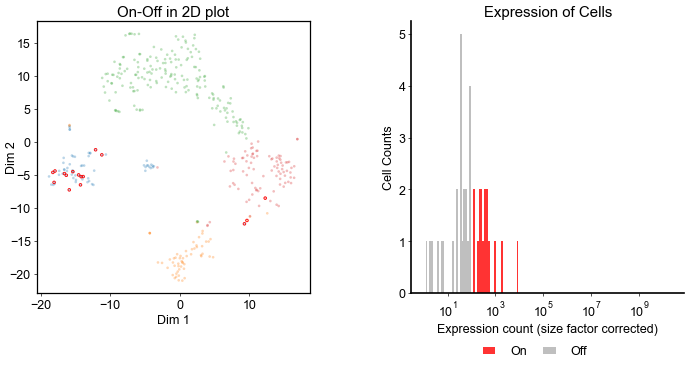 On-Off in 2D plot
Expression of Cells
15
10
5
0
−5
−10
−15
−20
Dim 2
−20
−10
0
10
Dim 1
5
4
3
2
1
0
Cell Counts
10^1
10^3
10^5
10^7
10^9
Expression count (size factor corrected)
On
Off